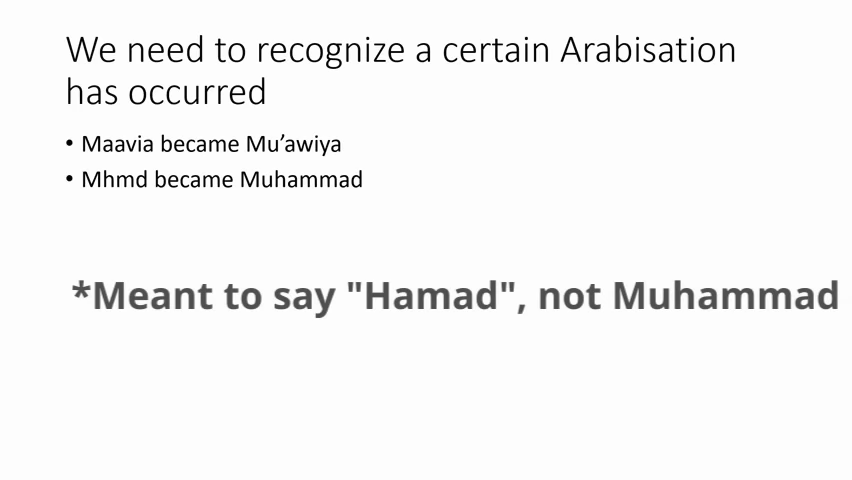 We need to recognize a certain Arabisation
has occurred
• Maavia became Mu’awiya
• Mhmd became Muhammad
*Meant to say "Hamad", not Muhammad